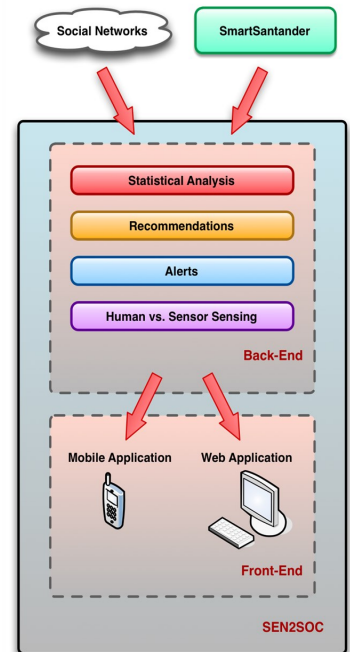 Social Networks
SmartSantander
Statistical Analysis
Recommendations
Alerts
Human vs. Sensor Sensing
Back-End
Mobile Application
Web Application
Front-End
SEN2SOC